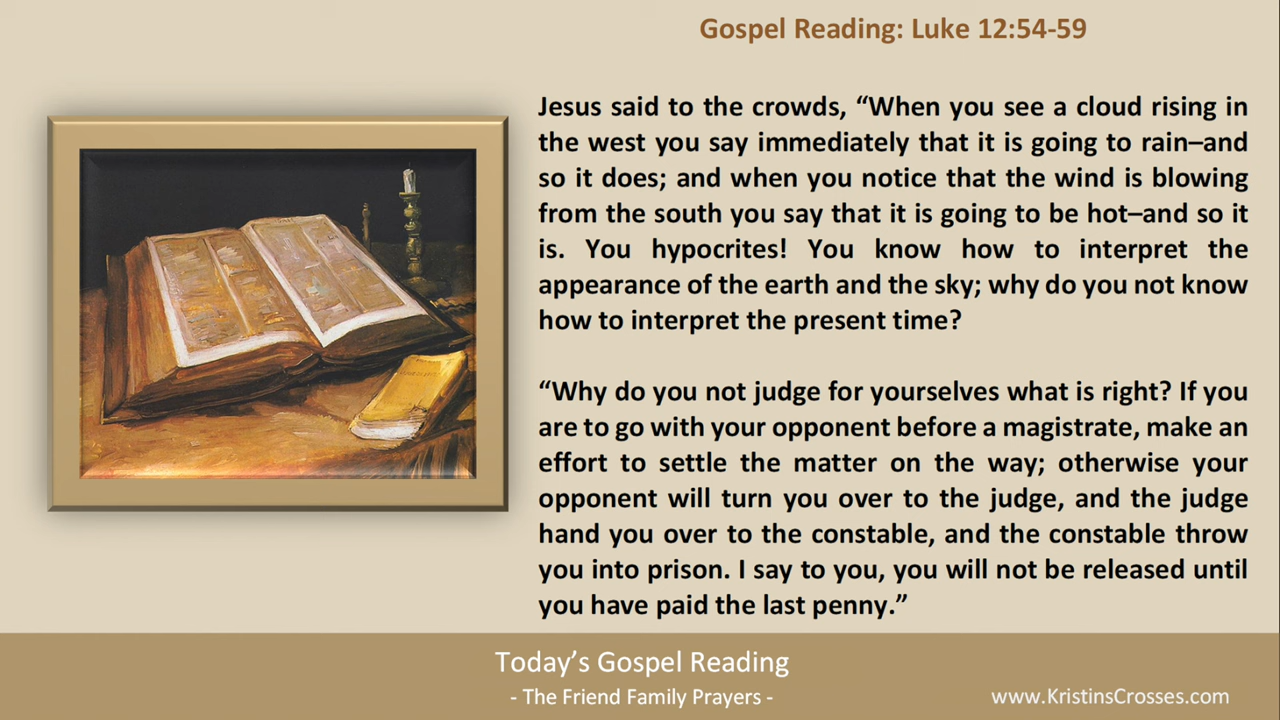 Gospel Reading: Luke 12:54-59
Jesus said to the crowds, “When you see a cloud rising in
the west you say immediately that it is going to rain–and
so it does; and when you notice that the wind is blowing
from the south you say that it is going to be hot–and so it
is. You hypocrites! You know how to interpret the
appearance of the earth and the sky; why do you not know
how to interpret the present time?
“Why do you not judge for yourselves what is right? If you
are to go with your opponent before a magistrate, make an
effort to settle the matter on the way; otherwise your
opponent will turn you over to the judge, and the judge
hand you over to the constable, and the constable throw
you into prison. I say to you, you will not be released until
you have paid the last penny.”
Today’s Gospel Reading
- The Friend Family Prayers -
www.KristinsCrosses.com